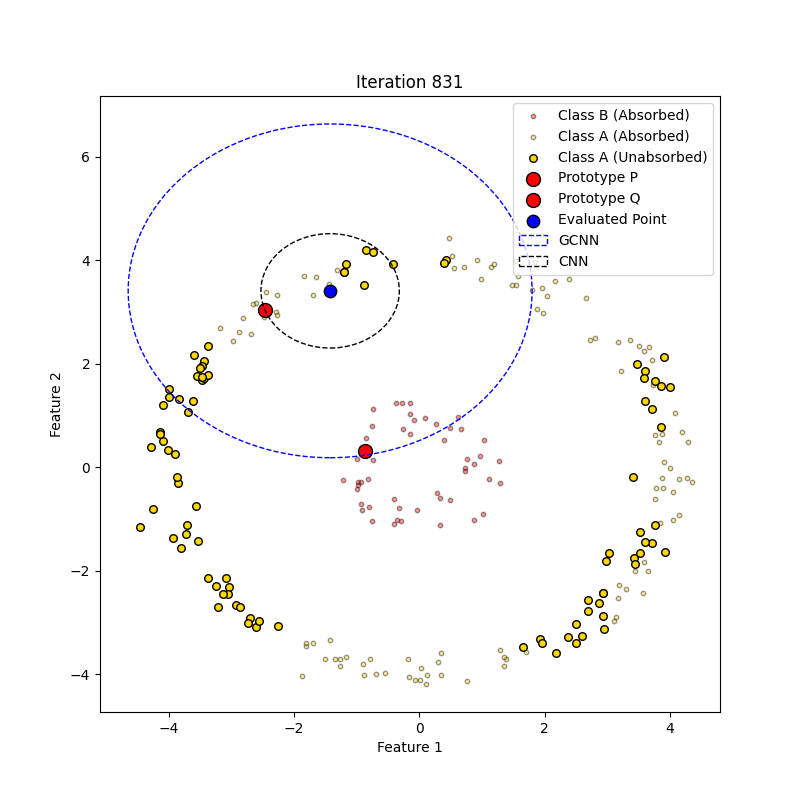 Iteration 831
Class B (Absorbed)
Class A (Absorbed)
Class A (Unabsorbed)
Prototype P
Prototype Q
Evaluated Point
GCNN
CNN
Feature 2
6
4
2
0
−2
−4
−4
−2
0
2
4
Feature 1